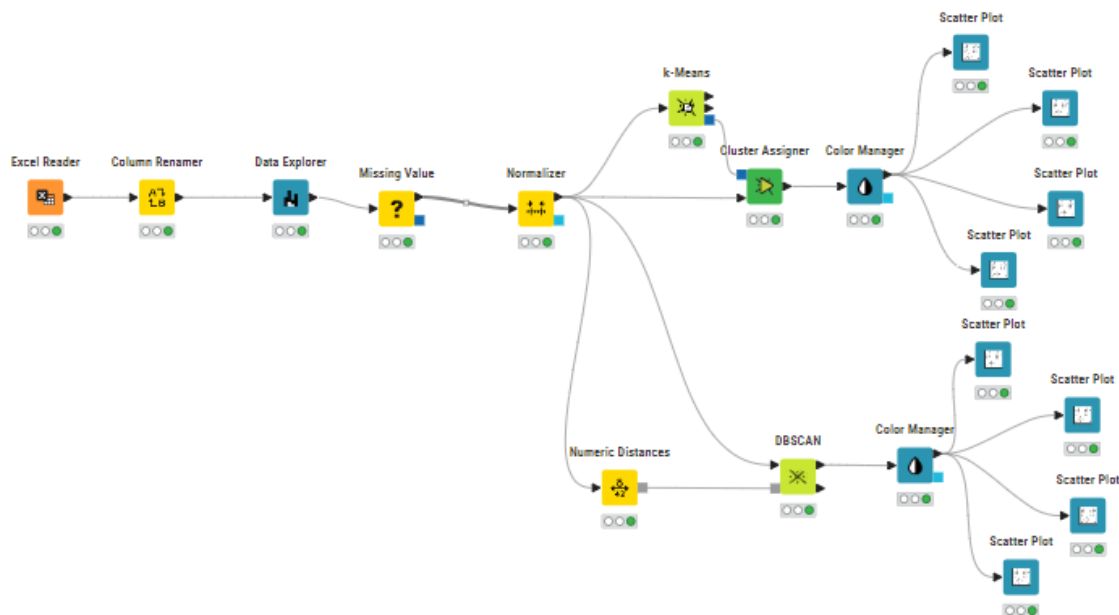 Scatter Plot
k-Means
Scatter Plot
Excel Reader
Column Renamer
Data Explorer
Missing Value
Normalizer
Cluster Assigner
Color Manager
Scatter Plot
?
Scatter Plot
Scatter Plot
Scatter Plot
Numeric Distances
DBSCAN
Color Manager
Scatter Plot
Scatter Plot